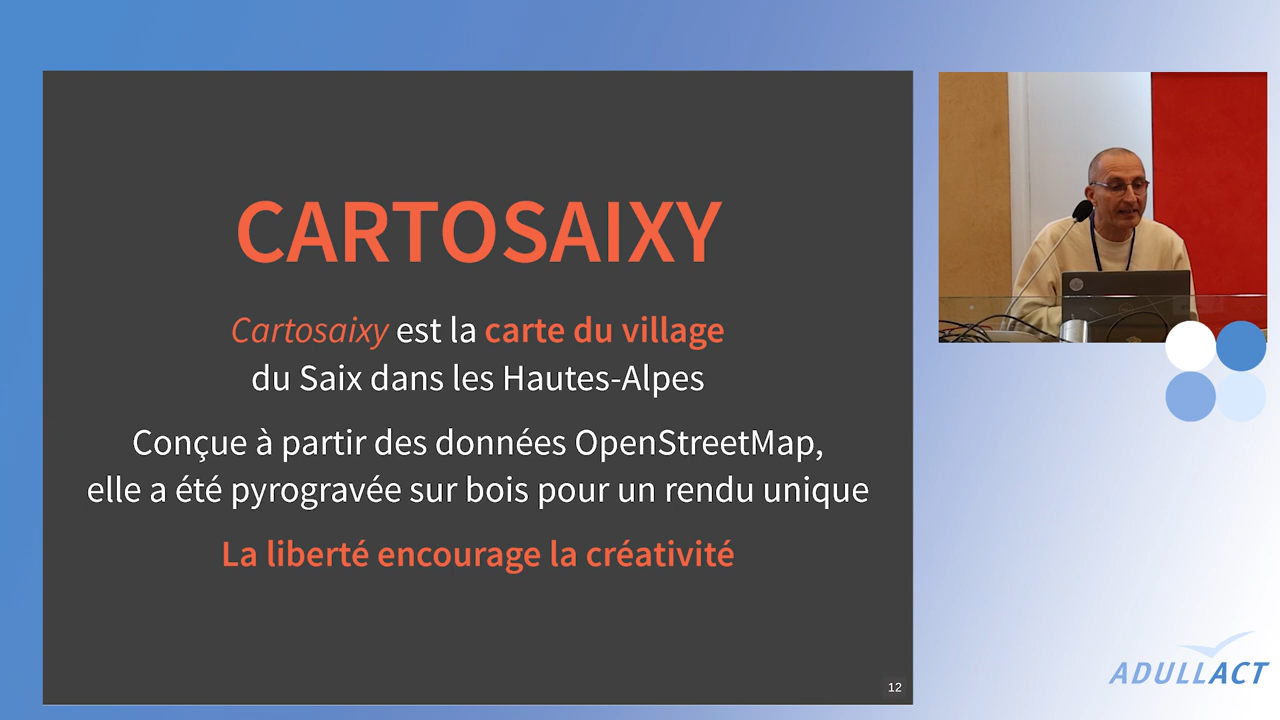 CARTOSAIXY
Cartosaixy est la carte du village
du Saix dans les Hautes-Alpes
Conçue à partir des données OpenStreetMap,
elle a été pyrogravée sur bois pour un rendu unique
La liberté encourage la créativité
12
ADULLACT